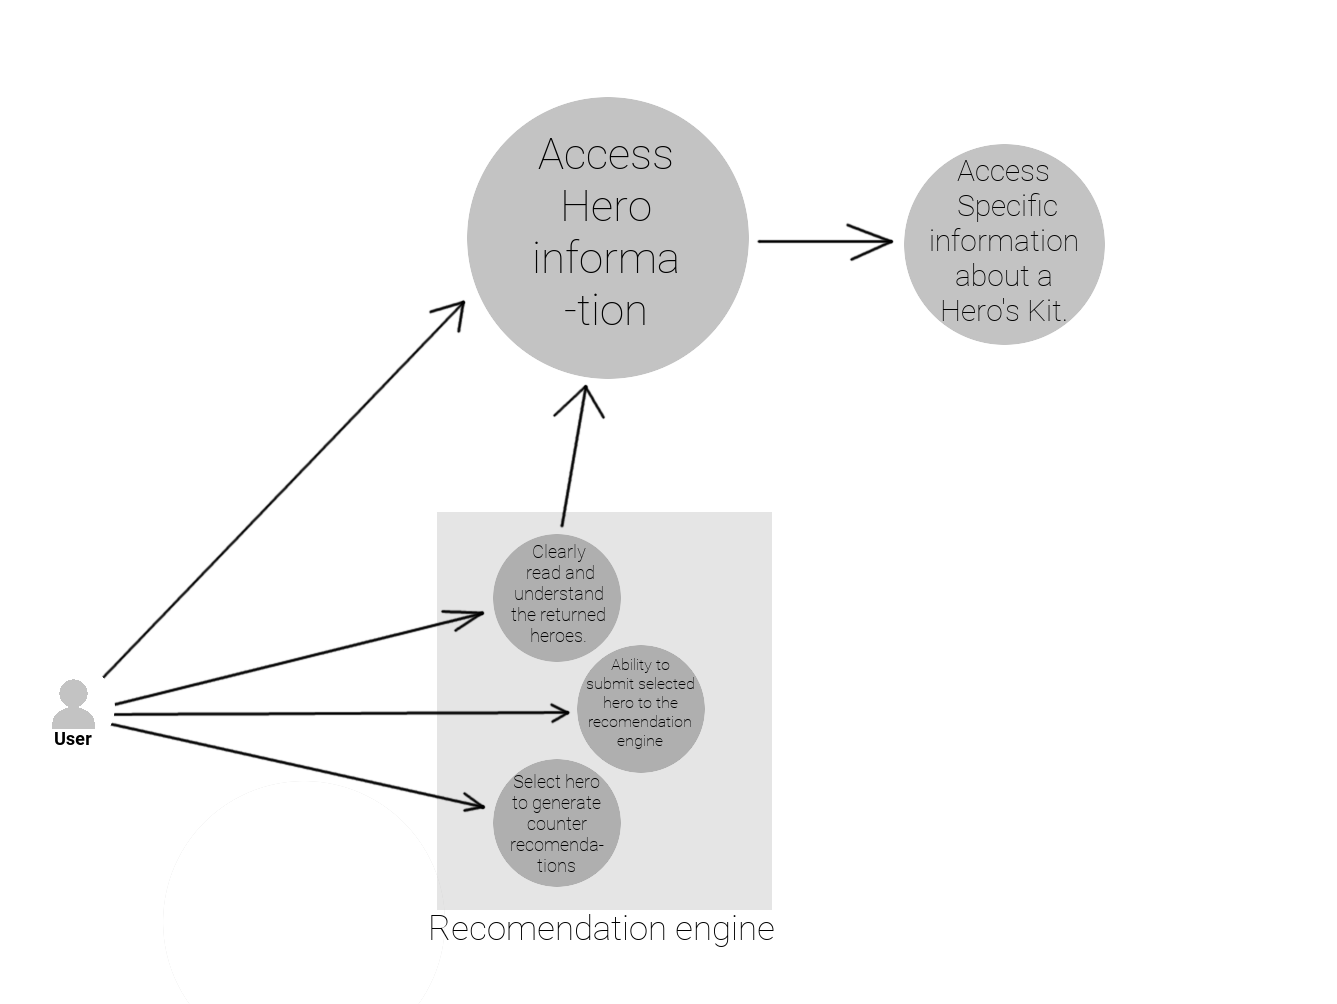 Access
Hero
informa
-tion
Access
Specific
information
about a
Hero's Kit.
Clearly
read and
understand
the returned
heroes.
Ability to
submit selected
hero to the
recomendation
engine
User
Select hero
to generate
counter
recomenda-
tions
Recomendation engine